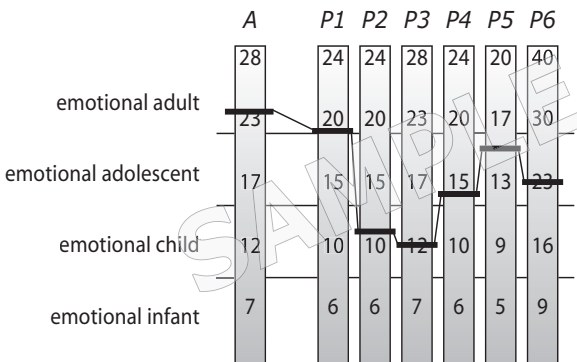 A P1 P2 P3 P4 P5 P6
28 24 24 28 24 20 40
emotional adult
23 20 20 23 20 17 30
emotional adolescent
17 15 15 17 15 13 23
emotional child
12 10 10 12 10 9 16
emotional infant
7 6 6 7 6 5 9
SAMPLE